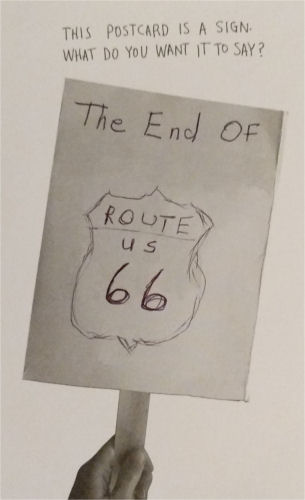 THIS POSTCARD IS A SIGN.
WHAT DO YOU WANT IT TO SAY?
The End OF
ROUTE
US
66